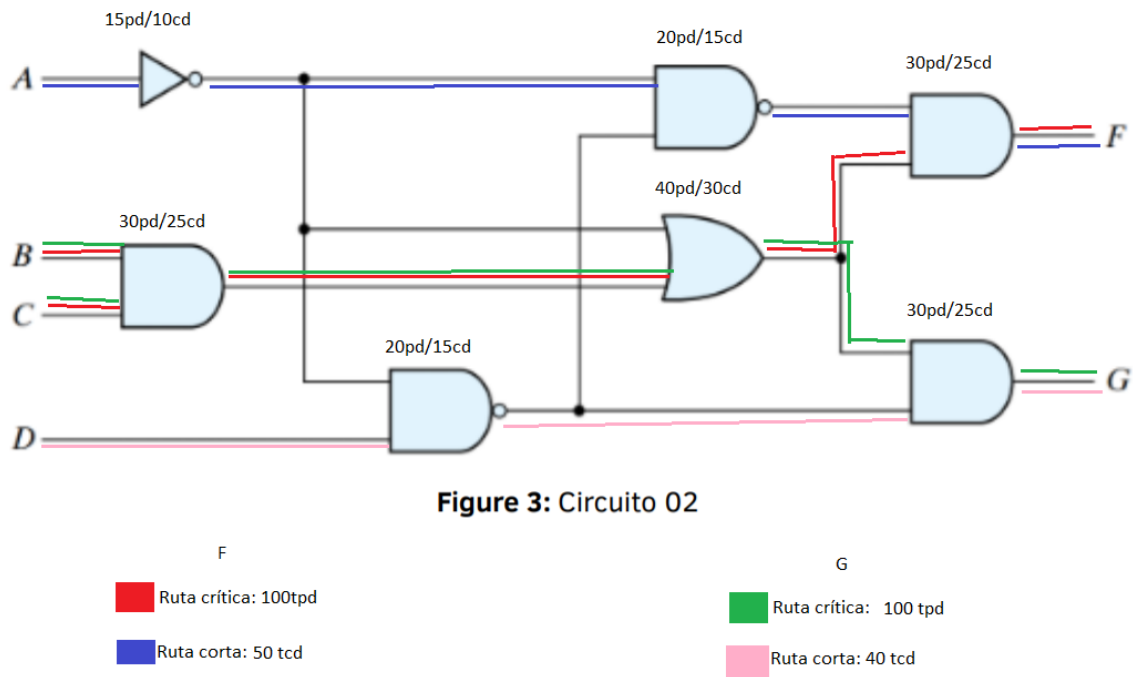 15pd/10cd
20pd/15cd
30pd/25cd
A
F
40pd/30cd
30pd/25cd
B
C
30pd/25cd
20pd/15cd
G
D
Figure 3: Circuito 02
F
G
Ruta crítica: 100tpd
Ruta crítica: 100 tpd
Ruta corta: 50 tcd
Ruta corta: 40 tcd